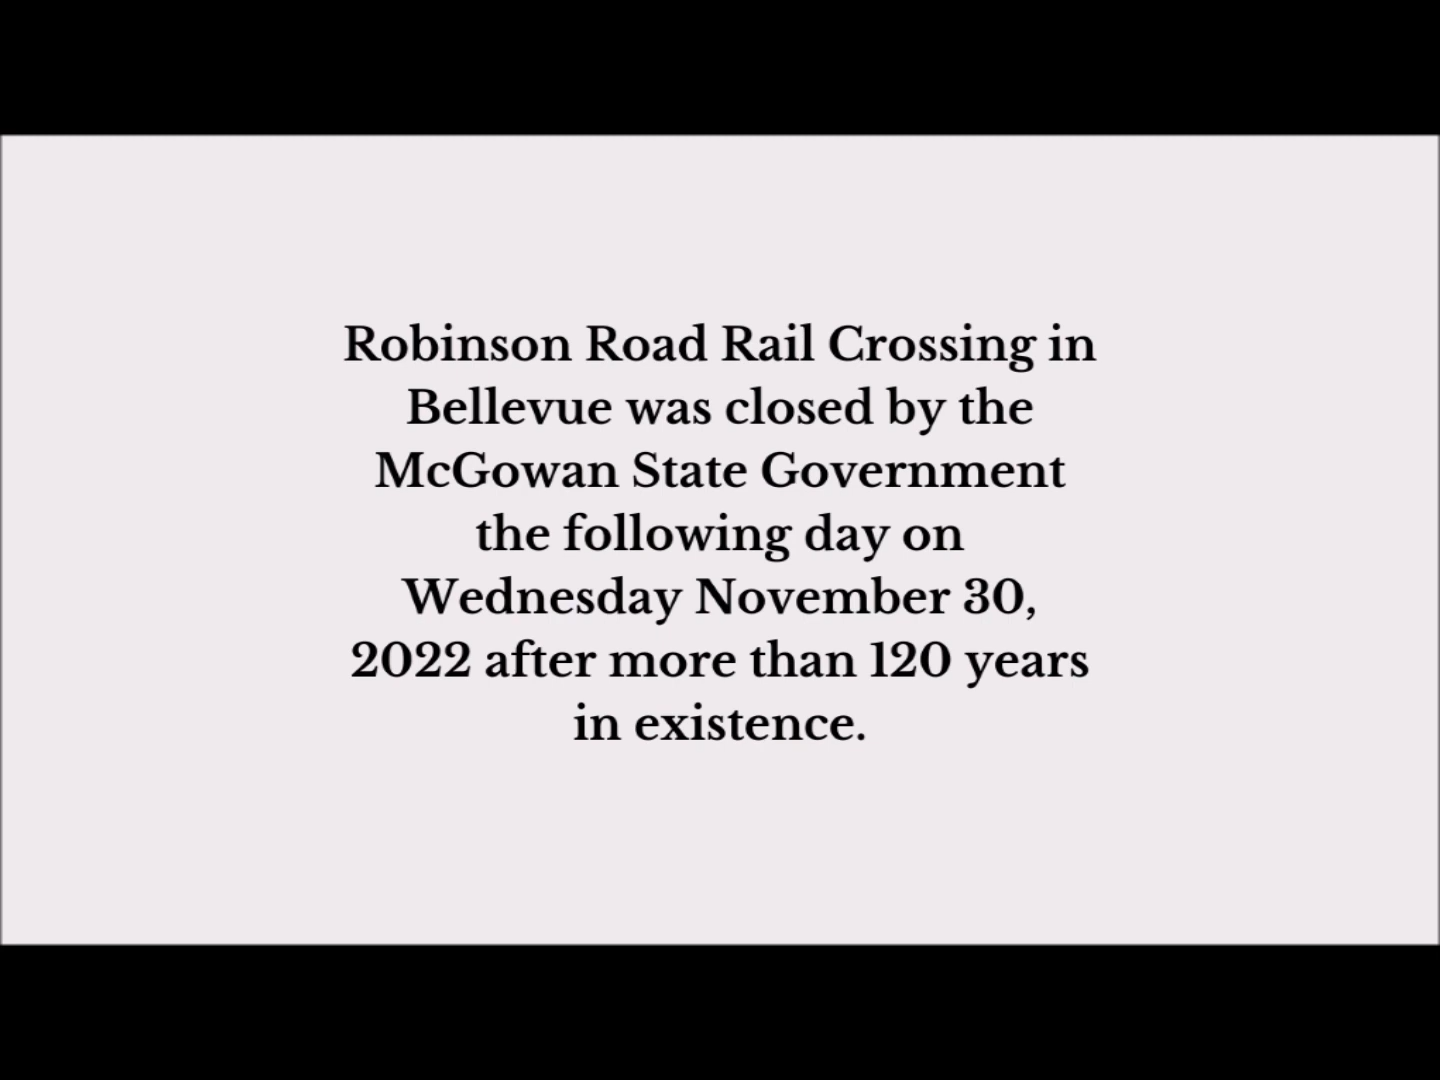 Robinson Road Rail Crossing in
Bellevue was closed by the
McGowan State Government
the following day on
Wednesday November 30,
2022 after more than 120 years
in existence.